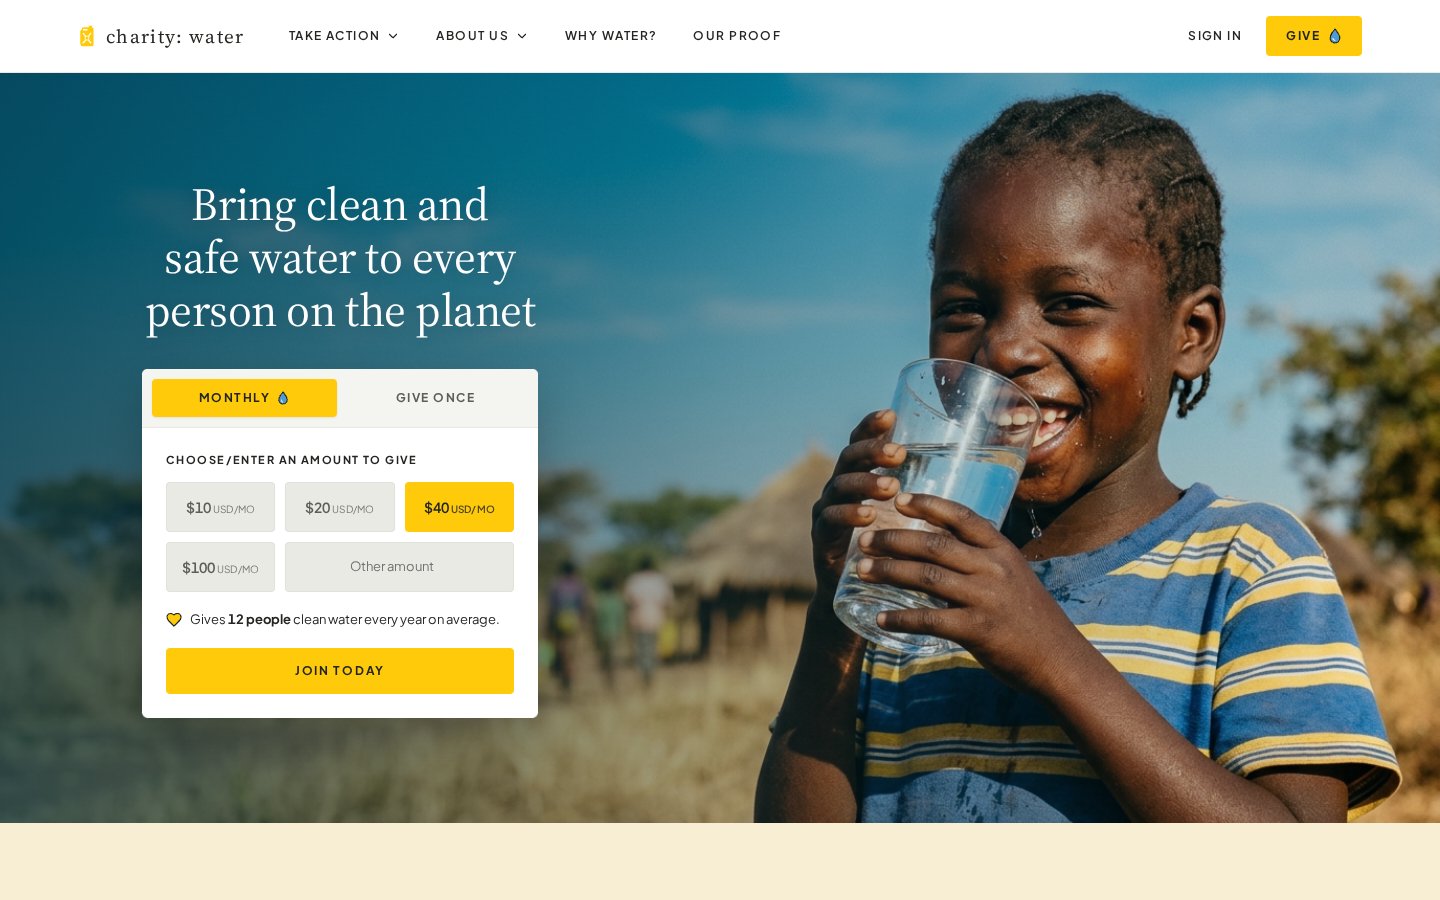 charity: water
TAKE ACTION
ABOUT US
WHY WATER?
OUR PROOF
SIGN IN
GIVE
Bring clean and
safe water to every
person on the planet
MONTHLY
GIVE ONCE
CHOOSE/ENTER AN AMOUNT TO GIVE
$10 USD/MO
$20 USD/MO
$40 USD/MO
$100 USD/MO
Other amount
Gives 12 people clean water every year on average.
JOIN TODAY